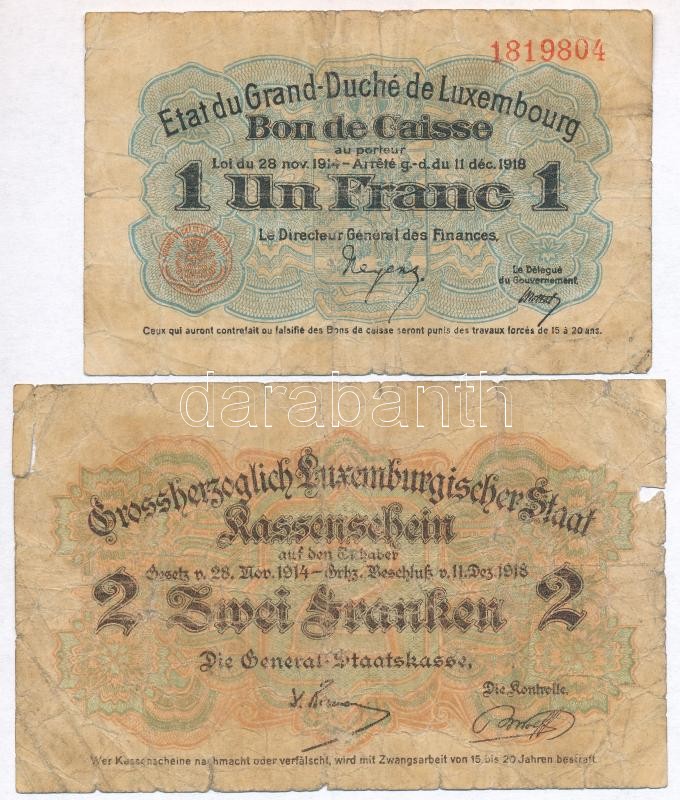 1819804
Etat du Grand-Duché de Luxembourg
Bon de Caisse
au porteur
Loi du 28 nov. 1914 – Arrêté g.-d. du 11 déc. 1918
1 Un Franc 1
Le Directeur Général des Finances,
Neyens.
Le Délégué
du Gouvernement.
Ceux qui auront contrefait ou falsifié des Bons de caisse seront punis des travaux forcés de 15 à 20 ans.
darabanth
Grossherzoglich Luxemburgischer Staat
Kassenschein
auf den Inhaber
Gesetz v. 28. Nov. 1914 – Grhz. Beschluß v. 11. Dez. 1918
2 Zwei Franken 2
Die General-Staatskasse,
Die Kontrolle.
Wer Kassenscheine nachmacht oder verfälscht, wird mit Zwangsarbeit von 15 bis 20 Jahren bestraft.